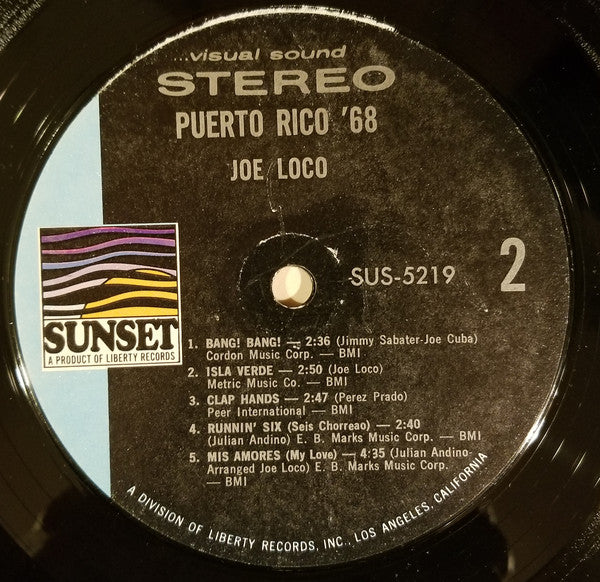 ...visual sound
STEREO
PUERTO RICO '68
JOE LOCO
SUS-5219
2
SUNSET
A PRODUCT OF LIBERTY RECORDS
1. BANG! BANG! — 2:36 (Jimmy Sabater-Joe Cuba)
Cordon Music Corp. — BMI
2. ISLA VERDE — 2:50 (Joe Loco)
Metric Music Co. — BMI
3. CLAP HANDS — 2:47 (Perez Prado)
Peer International — BMI
4. RUNNIN' SIX (Seis Chorreao) — 2:40
(Julian Andino) E. B. Marks Music Corp. — BMI
5. MIS AMORES (My Love) — 4:35 (Julian Andino-
Arranged Joe Loco) E. B. Marks Music Corp.
— BMI
A DIVISION OF LIBERTY RECORDS, INC., LOS ANGELES, CALIFORNIA